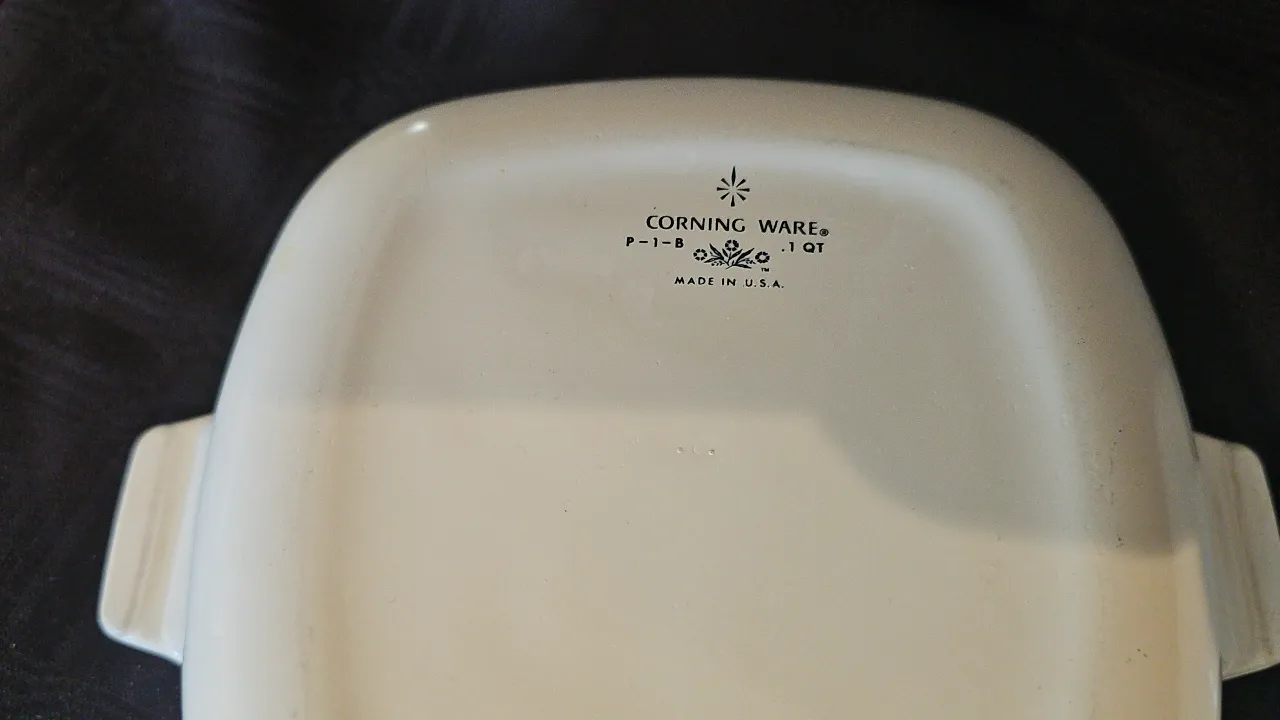 CORNING WARE®
P-1-B .1 QT
TM
MADE IN U.S.A.